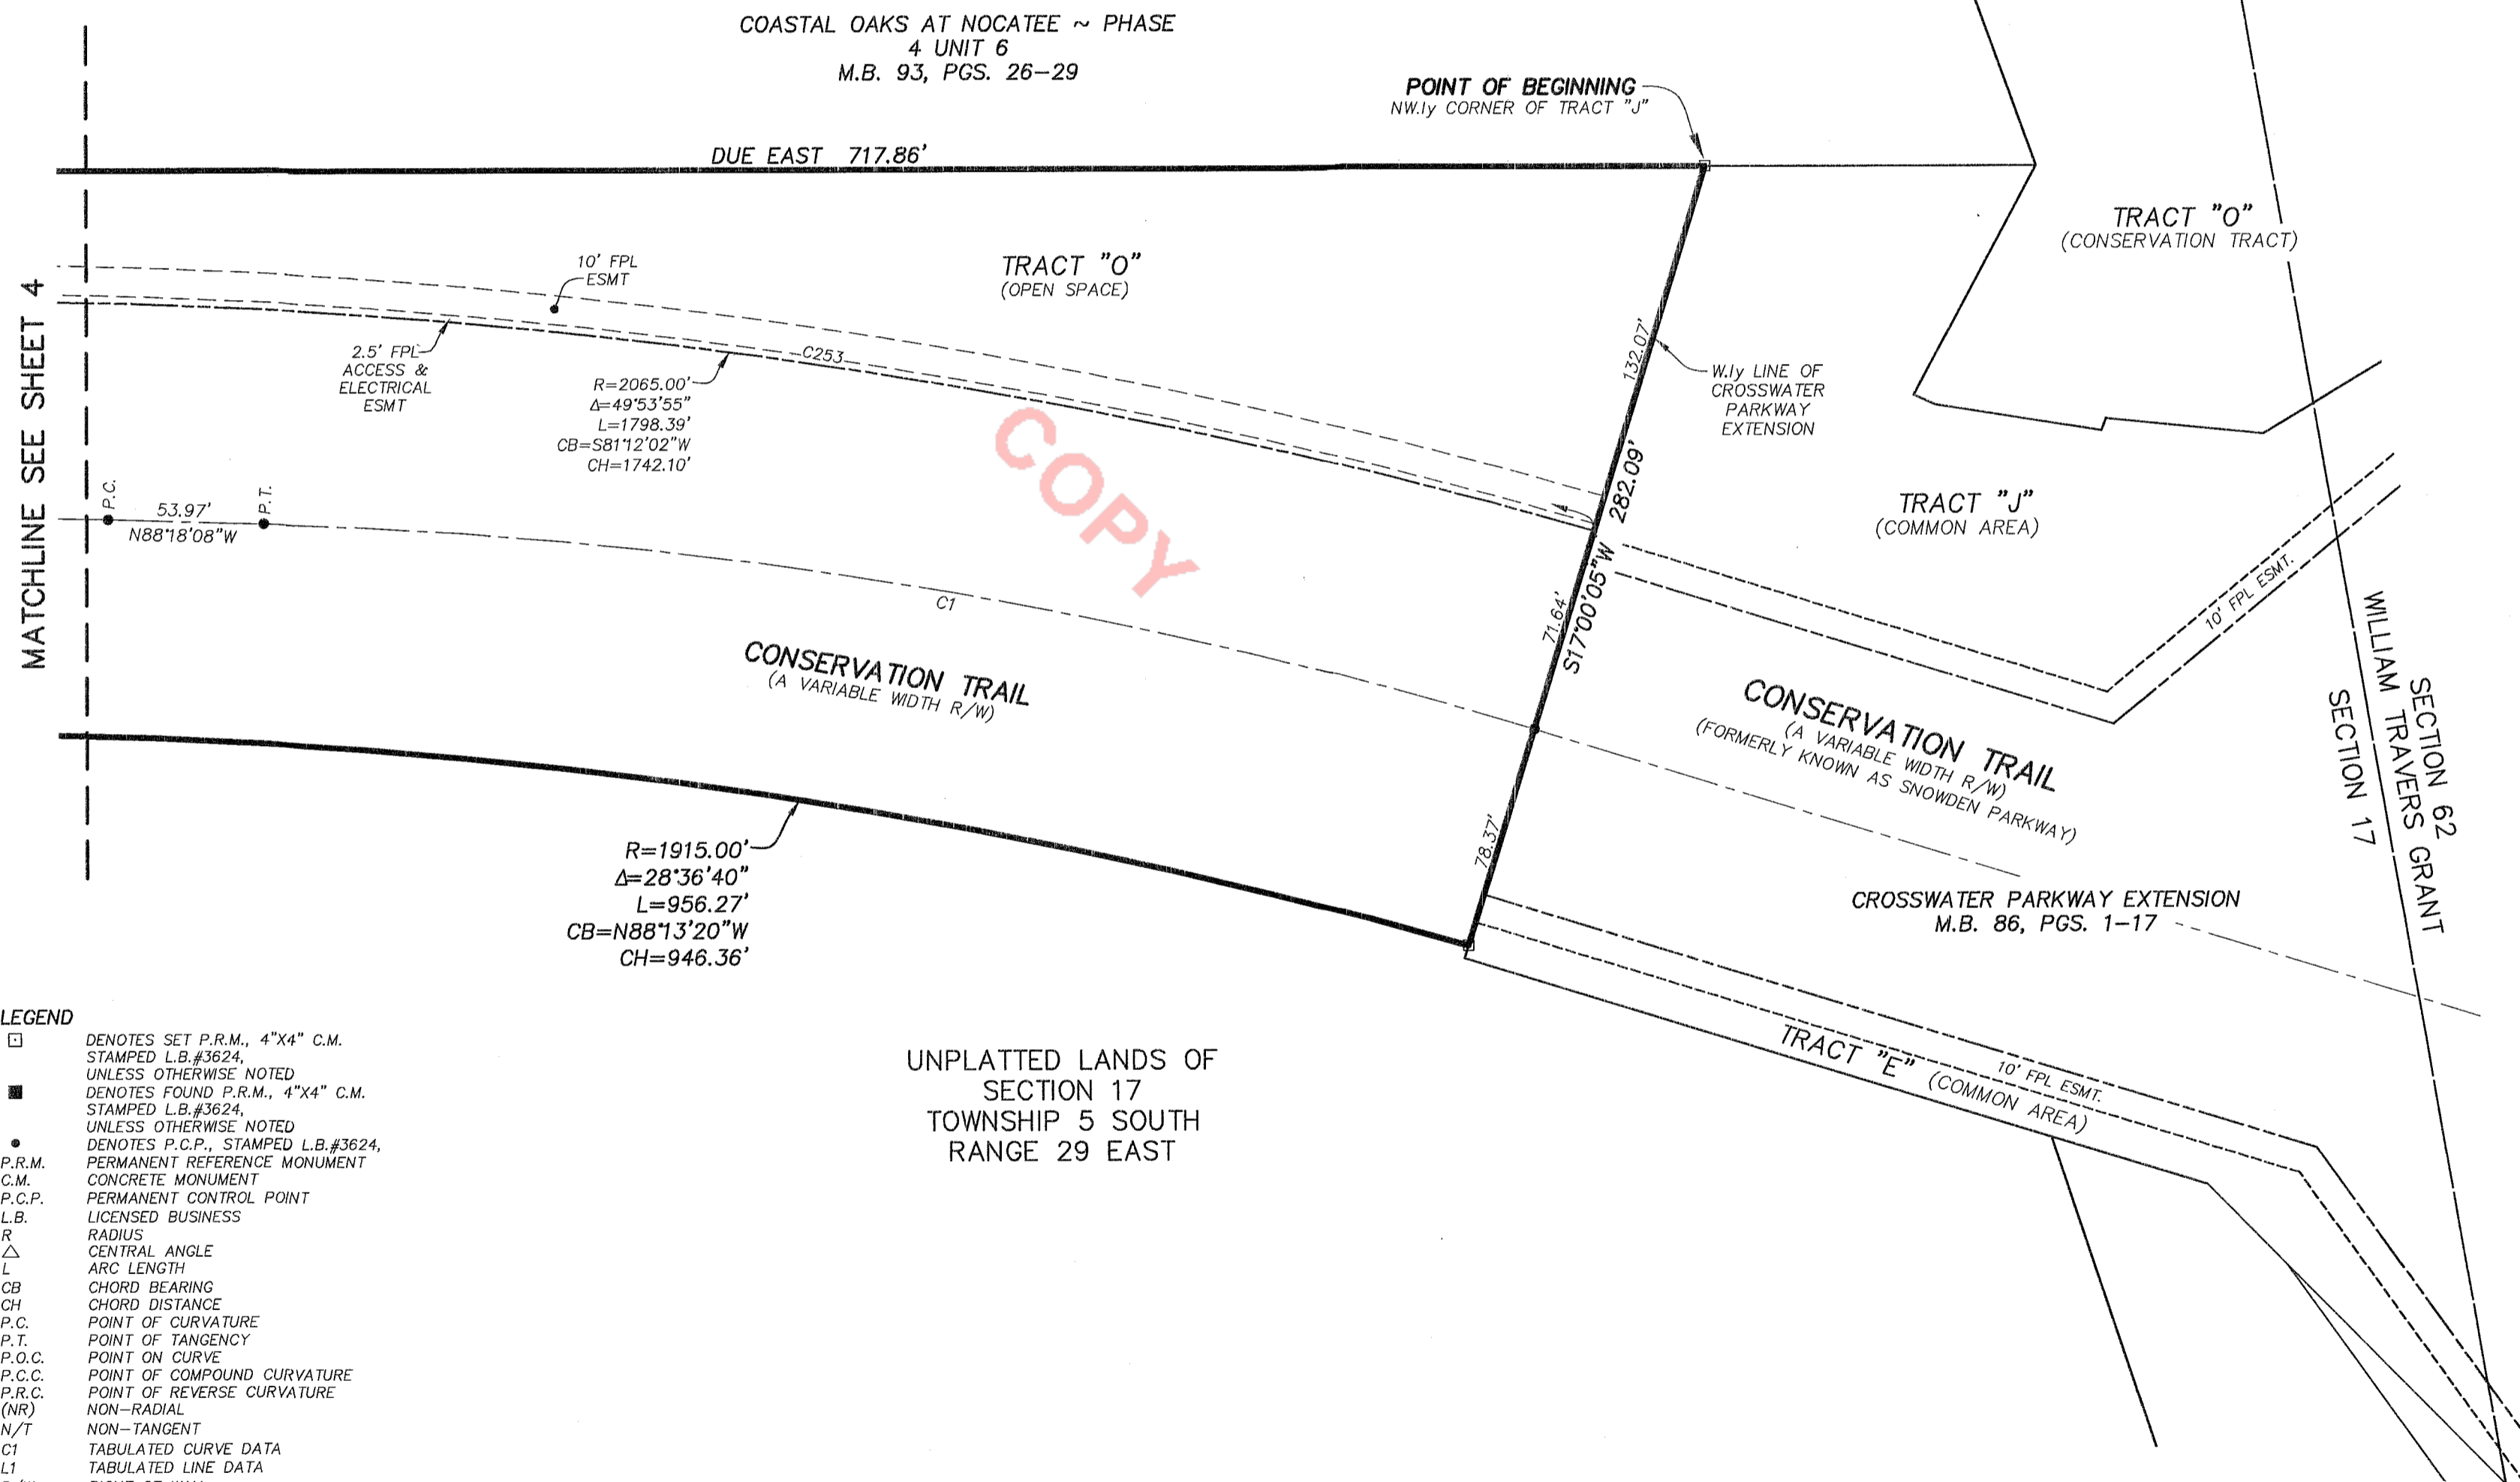 COASTAL OAKS AT NOCATEE ~ PHASE
4 UNIT 6
M.B. 93, PGS. 26-29
POINT OF BEGINNING
NW.ly CORNER OF TRACT "J"
DUE EAST 717.86'
TRACT "O"
(CONSERVATION TRACT)
TRACT "O"
(OPEN SPACE)
10' FPL
ESMT
MATCHLINE SEE SHEET 4
2.5' FPL
ACCESS &
ELECTRICAL
ESMT
C253
R=2065.00'
Δ=49°53'55"
L=1798.39'
CB=S81°12'02"W
CH=1742.10'
COPY
132.07'
W.ly LINE OF
CROSSWATER
PARKWAY
EXTENSION
282.09'
S17°00'05"W
71.64'
78.37'
TRACT "J"
(COMMON AREA)
10' FPL ESMT.
P.C.
53.97'
N88°18'08"W
P.T.
C1
CONSERVATION TRAIL
(A VARIABLE WIDTH R/W)
CONSERVATION TRAIL
(A VARIABLE WIDTH R/W)
(FORMERLY KNOWN AS SNOWDEN PARKWAY)
SECTION 62
WILLIAM TRAVERS GRANT
SECTION 17
R=1915.00'
Δ=28°36'40"
L=956.27'
CB=N88°13'20"W
CH=946.36'
CROSSWATER PARKWAY EXTENSION
M.B. 86, PGS. 1-17
TRACT "E" (COMMON AREA)
10' FPL ESMT.
UNPLATTED LANDS OF
SECTION 17
TOWNSHIP 5 SOUTH
RANGE 29 EAST
LEGEND
DENOTES SET P.R.M., 4"X4" C.M.
STAMPED L.B.#3624,
UNLESS OTHERWISE NOTED
DENOTES FOUND P.R.M., 4"X4" C.M.
STAMPED L.B.#3624,
UNLESS OTHERWISE NOTED
DENOTES P.C.P., STAMPED L.B.#3624,
P.R.M. PERMANENT REFERENCE MONUMENT
C.M. CONCRETE MONUMENT
P.C.P. PERMANENT CONTROL POINT
L.B. LICENSED BUSINESS
R RADIUS
△ CENTRAL ANGLE
L ARC LENGTH
CB CHORD BEARING
CH CHORD DISTANCE
P.C. POINT OF CURVATURE
P.T. POINT OF TANGENCY
P.O.C. POINT ON CURVE
P.C.C. POINT OF COMPOUND CURVATURE
P.R.C. POINT OF REVERSE CURVATURE
(NR) NON-RADIAL
N/T NON-TANGENT
C1 TABULATED CURVE DATA
L1 TABULATED LINE DATA